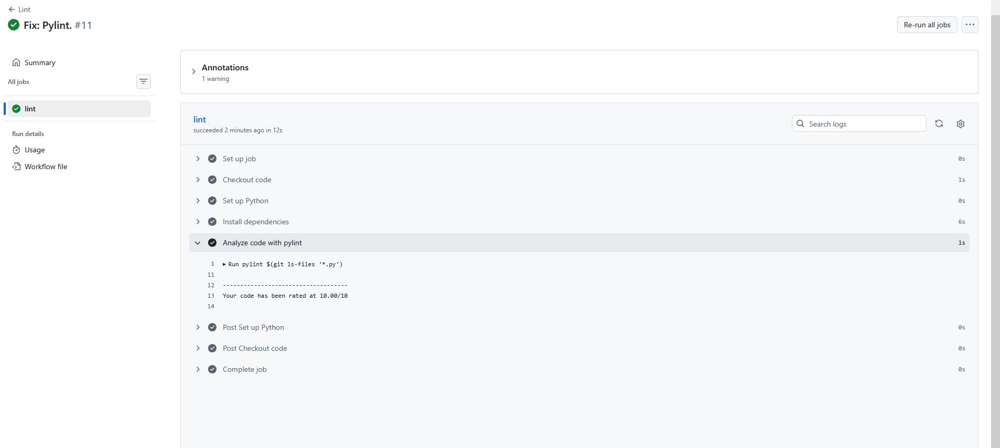 Lint
Fix: Pylint. #11
Re-run all jobs
Summary
All jobs
lint
Run details
Usage
Workflow file
Annotations
1 warning
lint
succeeded 2 minutes ago in 12s
Search logs
Set up job 0s
Checkout code 1s
Set up Python 0s
Install dependencies 6s
Analyze code with pylint 1s
1 ▸ Run pylint $(git ls-files '*.py')
11
12 ------------------------------------
13 Your code has been rated at 10.00/10
14
Post Set up Python 0s
Post Checkout code 0s
Complete job 0s